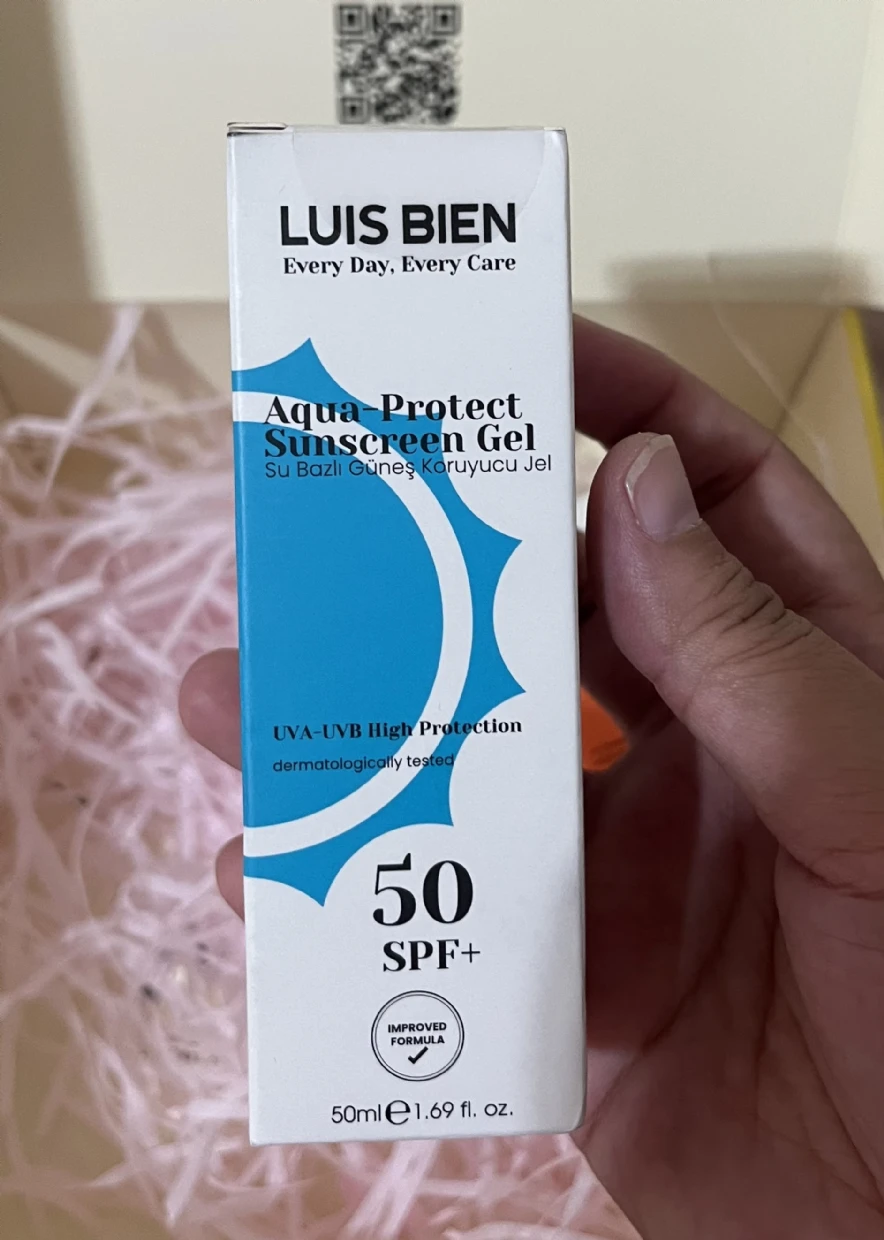 LUIS BIEN
Every Day, Every Care
Aqua-Protect
Sunscreen Gel
Su Bazlı Güneş Koruyucu Jel
UVA-UVB High Protection
dermatologically tested
50
SPF+
IMPROVED
FORMULA
50ml℮1.69 fl. oz.